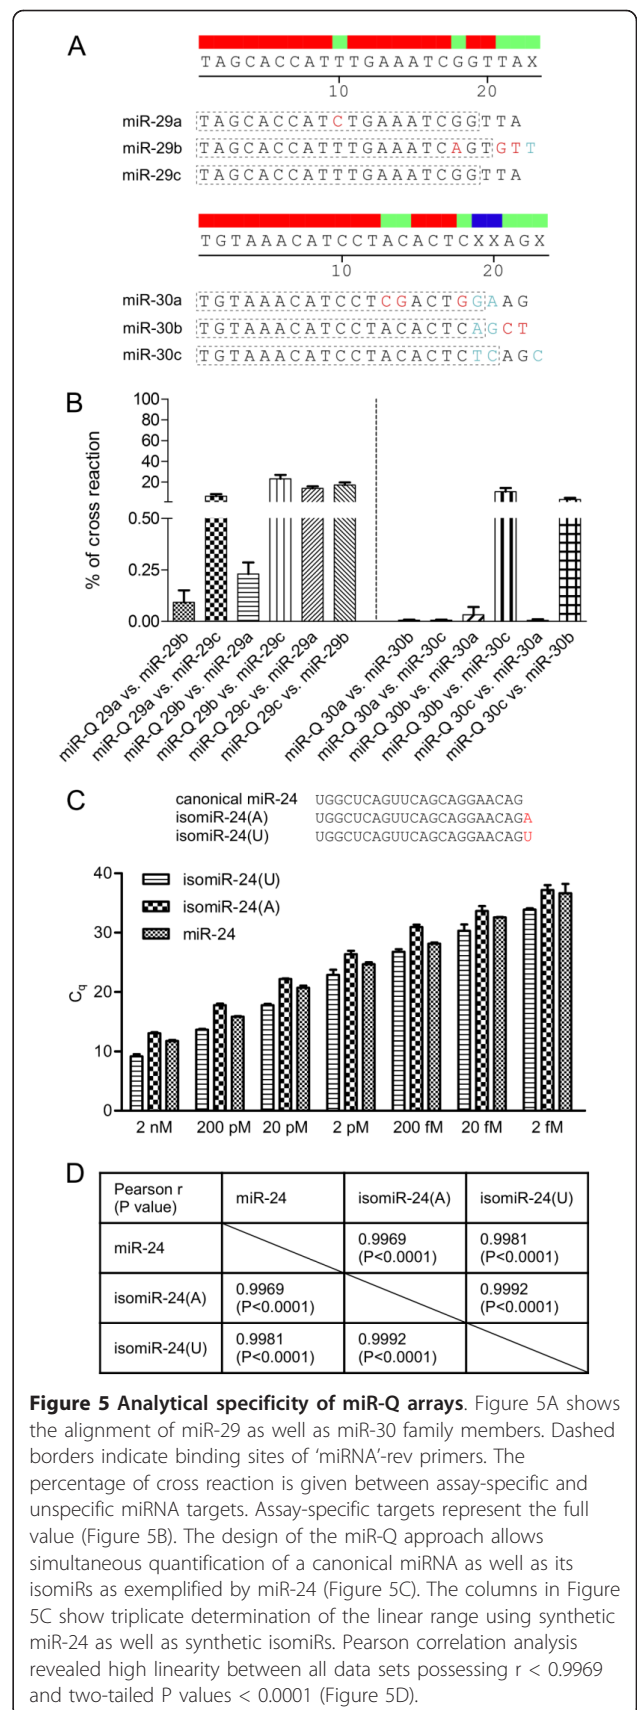 A
TAGCACCATTTGAAATCGGTTAX
10 20
miR-29a TAGCACCATCTGAAATCGGTTA
miR-29b TAGCACCATTTGAAATCAGTGTT
miR-29c TAGCACCATTTGAAATCGGTTA
TGTAAACATCCTACACTCXXAGX
10 20
miR-30a TGTAAACATCCTCGACTGGAAG
miR-30b TGTAAACATCCTACACTCAGCT
miR-30c TGTAAACATCCTACACTCTCAGC
B
% of cross reaction
100
80
60
40
20
0.50
0.25
0.00
miR-Q 29a vs. miR-29b
miR-Q 29a vs. miR-29c
miR-Q 29b vs. miR-29a
miR-Q 29b vs. miR-29c
miR-Q 29c vs. miR-29a
miR-Q 29c vs. miR-29b
miR-Q 30a vs. miR-30b
miR-Q 30a vs. miR-30c
miR-Q 30b vs. miR-30a
miR-Q 30b vs. miR-30c
miR-Q 30c vs. miR-30a
miR-Q 30c vs. miR-30b
C
canonical miR-24 UGGCUCAGUUCAGCAGGAACAG
isomiR-24(A) UGGCUCAGUUCAGCAGGAACAGA
isomiR-24(U) UGGCUCAGUUCAGCAGGAACAGU
Cq
40
30
20
10
0
isomiR-24(U)
isomiR-24(A)
miR-24
2 nM 200 pM 20 pM 2 pM 200 fM 20 fM 2 fM
D
Pearson r
(P value)
miR-24 isomiR-24(A) isomiR-24(U)
miR-24 0.9969 0.9981
(P<0.0001) (P<0.0001)
isomiR-24(A) 0.9969 0.9992
(P<0.0001) (P<0.0001)
isomiR-24(U) 0.9981 0.9992
(P<0.0001) (P<0.0001)
Figure 5 Analytical specificity of miR-Q arrays. Figure 5A shows
the alignment of miR-29 as well as miR-30 family members. Dashed
borders indicate binding sites of 'miRNA'-rev primers. The
percentage of cross reaction is given between assay-specific and
unspecific miRNA targets. Assay-specific targets represent the full
value (Figure 5B). The design of the miR-Q approach allows
simultaneous quantification of a canonical miRNA as well as its
isomiRs as exemplified by miR-24 (Figure 5C). The columns in Figure
5C show triplicate determination of the linear range using synthetic
miR-24 as well as synthetic isomiRs. Pearson correlation analysis
revealed high linearity between all data sets possessing r < 0.9969
and two-tailed P values < 0.0001 (Figure 5D).